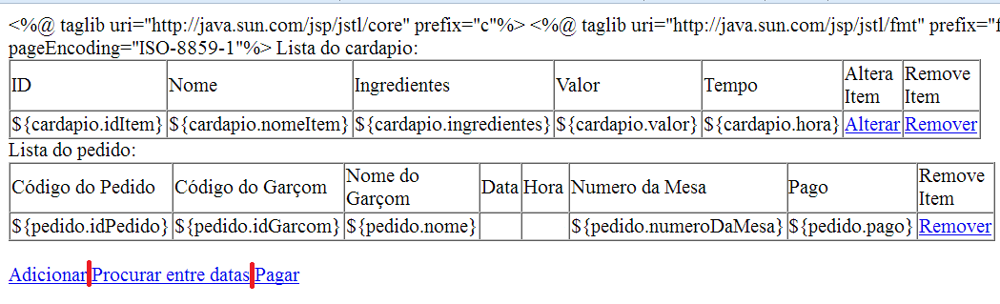 <%@ taglib uri="http://java.sun.com/jsp/jstl/core" prefix="c"%> <%@ taglib uri="http://java.sun.com/jsp/jstl/fmt" prefix="f
pageEncoding="ISO-8859-1"%> Lista do cardapio:
ID Nome Ingredientes Valor Tempo Altera Item Remove Item
${cardapio.idItem} ${cardapio.nomeItem} ${cardapio.ingredientes} ${cardapio.valor} ${cardapio.hora} Alterar Remover
Lista do pedido:
Código do Pedido Código do Garçom Nome do Garçom Data Hora Numero da Mesa Pago Remove Item
${pedido.idPedido} ${pedido.idGarcom} ${pedido.nome} ${pedido.numeroDaMesa} ${pedido.pago} Remover
Adicionar Procurar entre datas Pagar